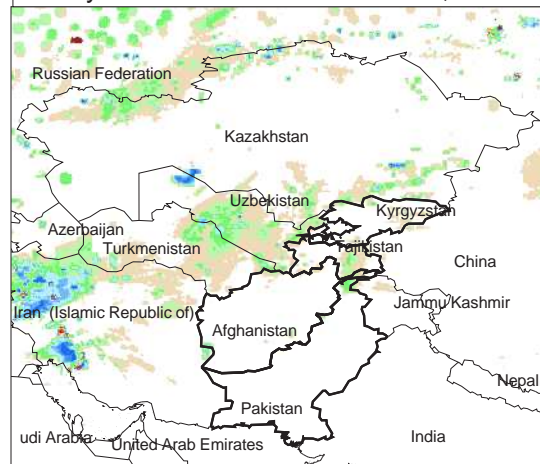 Russian Federation
Kazakhstan
Uzbekistan
Kyrgyzstan
Azerbaijan
Turkmenistan
Tajikistan
China
Iran (Islamic Republic of)
Jammu Kashmir
Afghanistan
Nepal
Pakistan
udi Arabia
United Arab Emirates
India